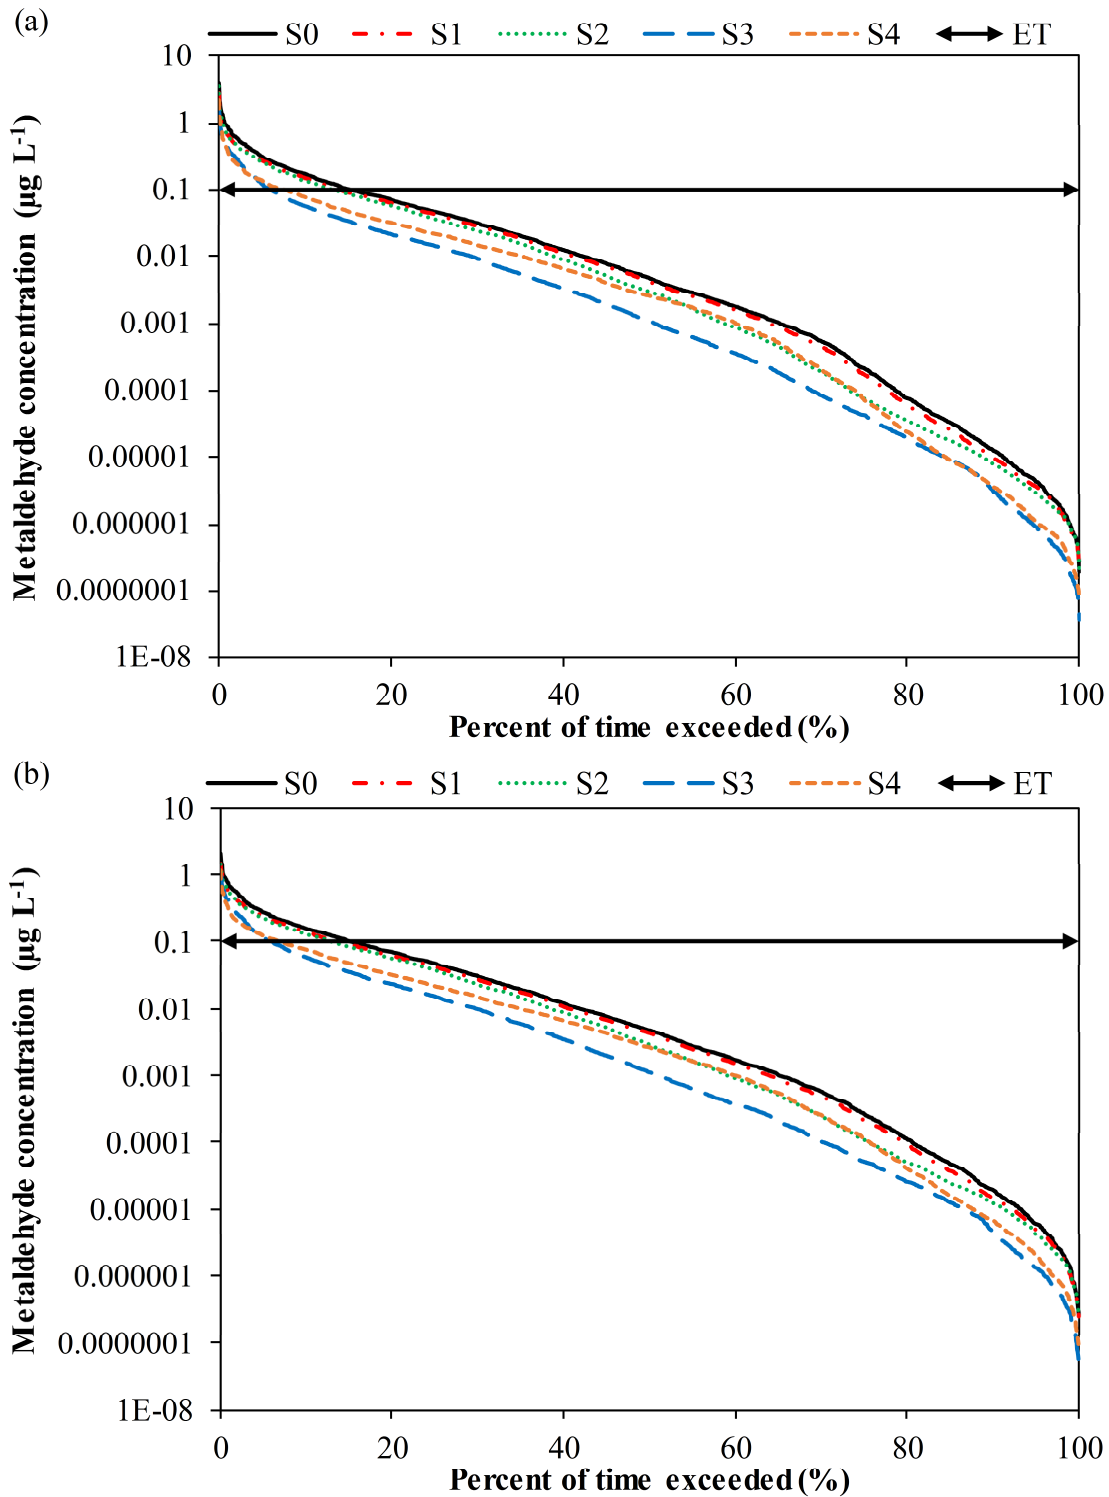 (a)
S0 S1 S2 S3 S4 ET
Metaldehyde concentration (µg L-1)
10
1
0.1
0.01
0.001
0.0001
0.00001
0.000001
0.0000001
1E-08
0 20 40 60 80 100
Percent of time exceeded (%)
(b)
S0 S1 S2 S3 S4 ET
Metaldehyde concentration (µg L-1)
10
1
0.1
0.01
0.001
0.0001
0.00001
0.000001
0.0000001
1E-08
0 20 40 60 80 100
Percent of time exceeded (%)